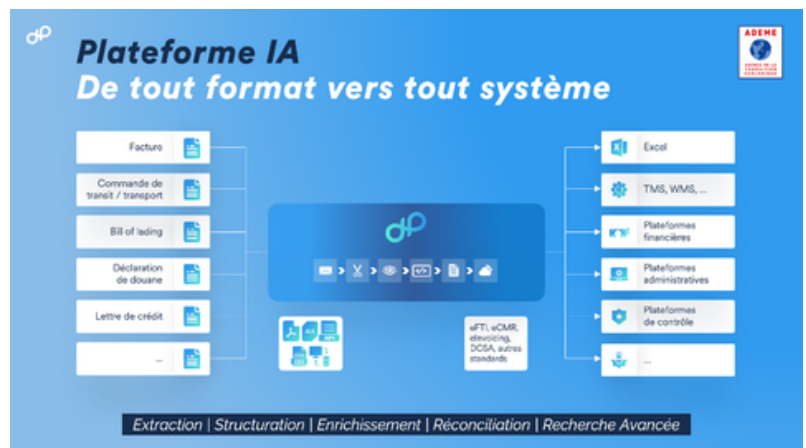 Plateforme IA
De tout format vers tout système
ADEME
Facture
Commande de
transit / transport
Bill of lading
Déclaration
de douane
Lettre de crédit
...
Excel
TMS, WMS, ...
Plateformes
financières
Plateformes
administratives
Plateformes
de contrôle
...
eFTI, eCMR,
einvoicing,
DCSA, autres
standards
Extraction | Structuration | Enrichissement | Réconciliation | Recherche Avancée